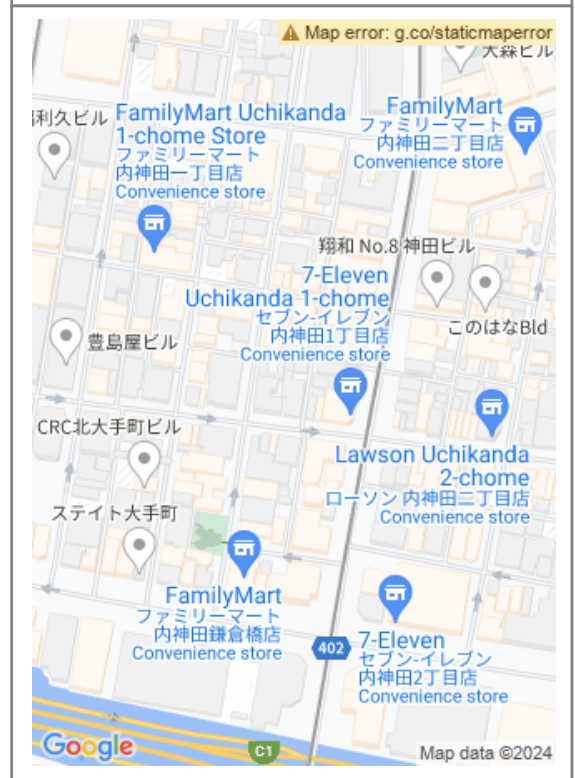 Map error: g.co/staticmaperror
大森ビル
利久ビル
FamilyMart Uchikanda
1-chome Store
ファミリーマート
内神田一丁目店
Convenience store
FamilyMart
ファミリーマート
内神田二丁目店
Convenience store
翔和 No.8 神田ビル
7-Eleven
Uchikanda 1-chome
セブン-イレブン
内神田1丁目店
Convenience store
このはなBld
豊島屋ビル
CRC北大手町ビル
Lawson Uchikanda
2-chome
ローソン 内神田二丁目店
Convenience store
ステイト大手町
FamilyMart
ファミリーマート
内神田鎌倉橋店
Convenience store
402
7-Eleven
セブン-イレブン
内神田2丁目店
Convenience store
Google
C1
Map data ©2024